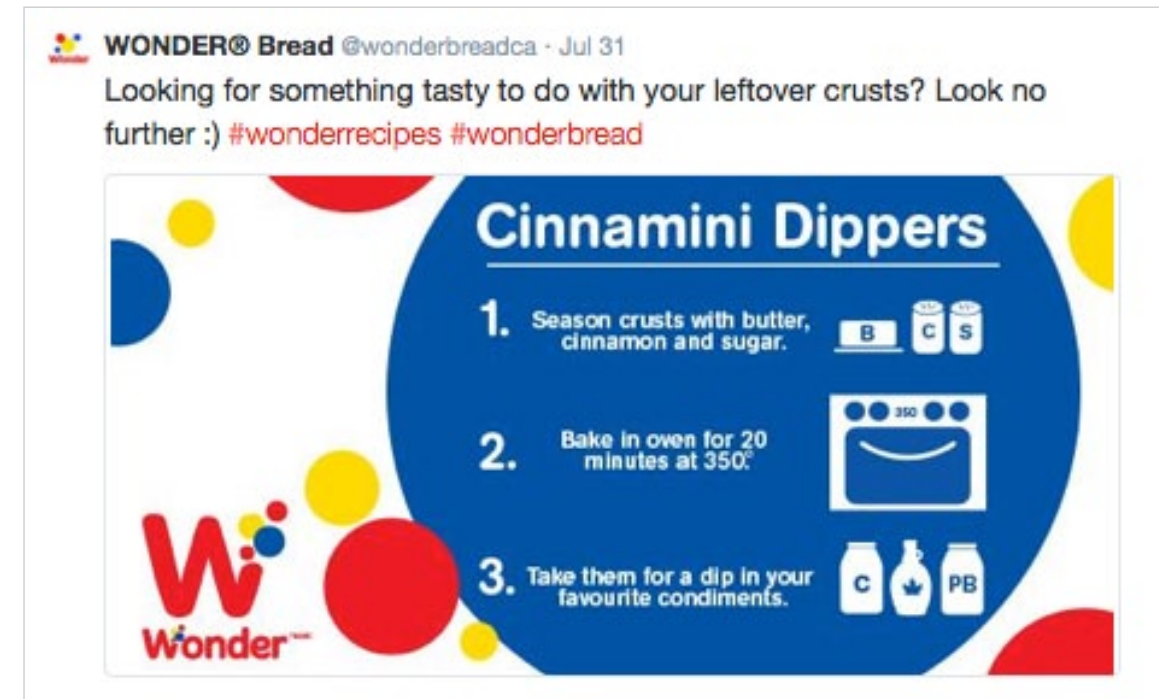 WONDER® Bread @wonderbreadca · Jul 31
Looking for something tasty to do with your leftover crusts? Look no
further :) #wonderrecipes #wonderbread
Cinnamini Dippers
1. Season crusts with butter,
cinnamon and sugar.
B C S
350
2. Bake in oven for 20
minutes at 350.°
3. Take them for a dip in your
favourite condiments.
C PB
Wonder
Wonder